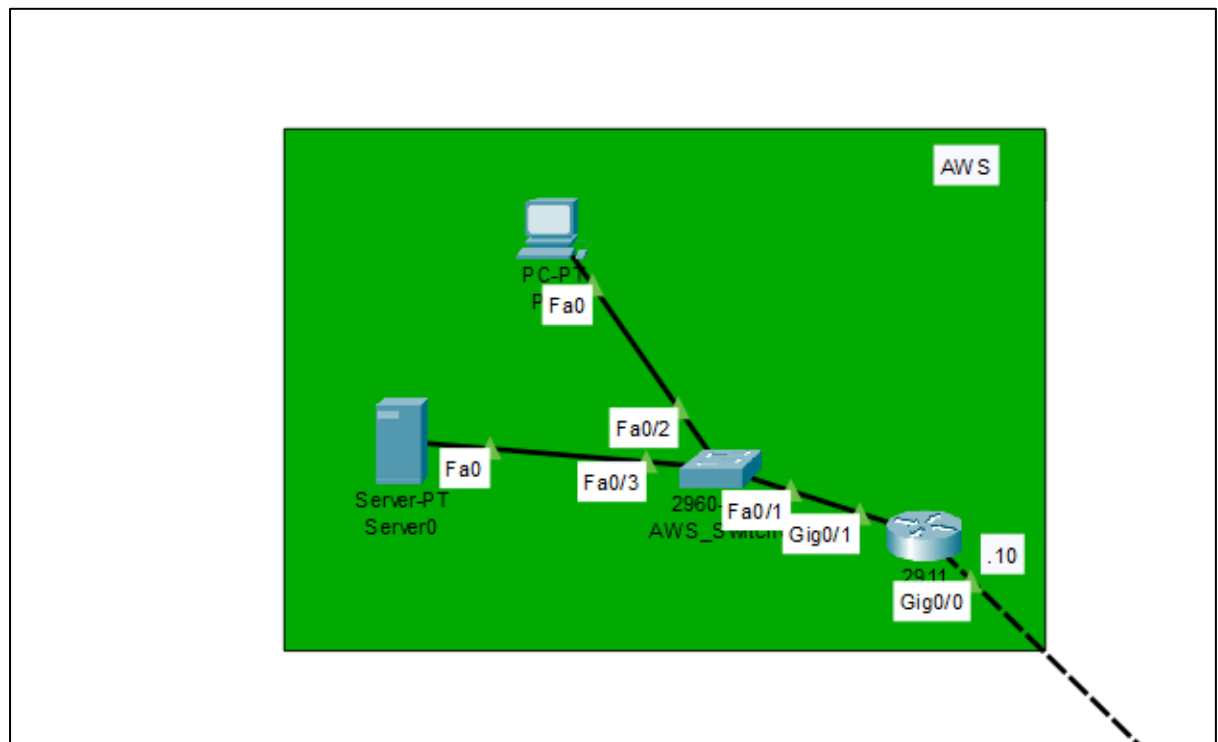 AWS
PC-PT
Fa0
Fa0/2
Fa0
Fa0/3
Server-PT
Server0
Fa0/1
Gig0/1
.10
2911
Gig0/0